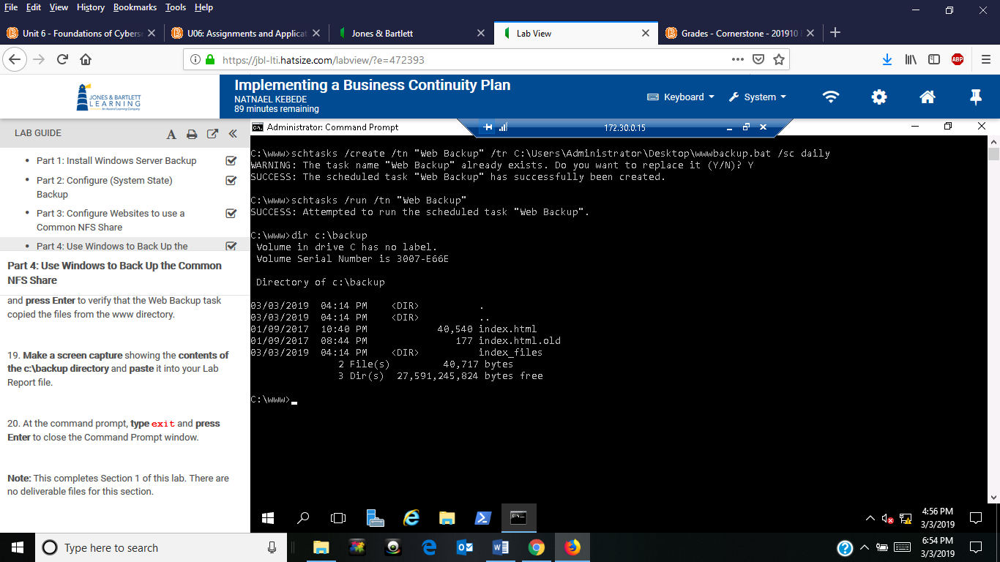 File Edit View History Bookmarks Tools Help
Unit 6 - Foundations of Cyberse
U06: Assignments and Applicat
Jones & Bartlett
Lab View
Grades - Cornerstone - 201910
https://jbl-lti.hatsize.com/labview/?e=472393
ABP
JONES & BARTLETT
LEARNING
An Ascend Learning Company
Implementing a Business Continuity Plan
NATNAEL KEBEDE
89 minutes remaining
Keyboard
System
LAB GUIDE
A
• Part 1: Install Windows Server Backup
• Part 2: Configure (System State)
Backup
• Part 3: Configure Websites to use a
Common NFS Share
• Part 4: Use Windows to Back Up the
Part 4: Use Windows to Back Up the Common
NFS Share
and press Enter to verify that the Web Backup task
copied the files from the www directory.
19. Make a screen capture showing the contents of
the c:\backup directory and paste it into your Lab
Report file.
20. At the command prompt, type exit and press
Enter to close the Command Prompt window.
Note: This completes Section 1 of this lab. There are
no deliverable files for this section.
Administrator: Command Prompt
172.30.0.15
C:\www>schtasks /create /tn "Web Backup" /tr C:\Users\Administrator\Desktop\wwwbackup.bat /sc daily
WARNING: The task name "Web Backup" already exists. Do you want to replace it (Y/N)? Y
SUCCESS: The scheduled task "Web Backup" has successfully been created.
C:\www>schtasks /run /tn "Web Backup"
SUCCESS: Attempted to run the scheduled task "Web Backup".
C:\www>dir c:\backup
Volume in drive C has no label.
Volume Serial Number is 3007-E66E
Directory of c:\backup
03/03/2019 04:14 PM <DIR> .
03/03/2019 04:14 PM <DIR> ..
01/09/2017 10:40 PM 40,540 index.html
01/09/2017 08:44 PM 177 index.html.old
03/03/2019 04:14 PM <DIR> index_files
2 File(s) 40,717 bytes
3 Dir(s) 27,591,245,824 bytes free
C:\www>
4:56 PM
3/3/2019
Type here to search
6:54 PM
3/3/2019